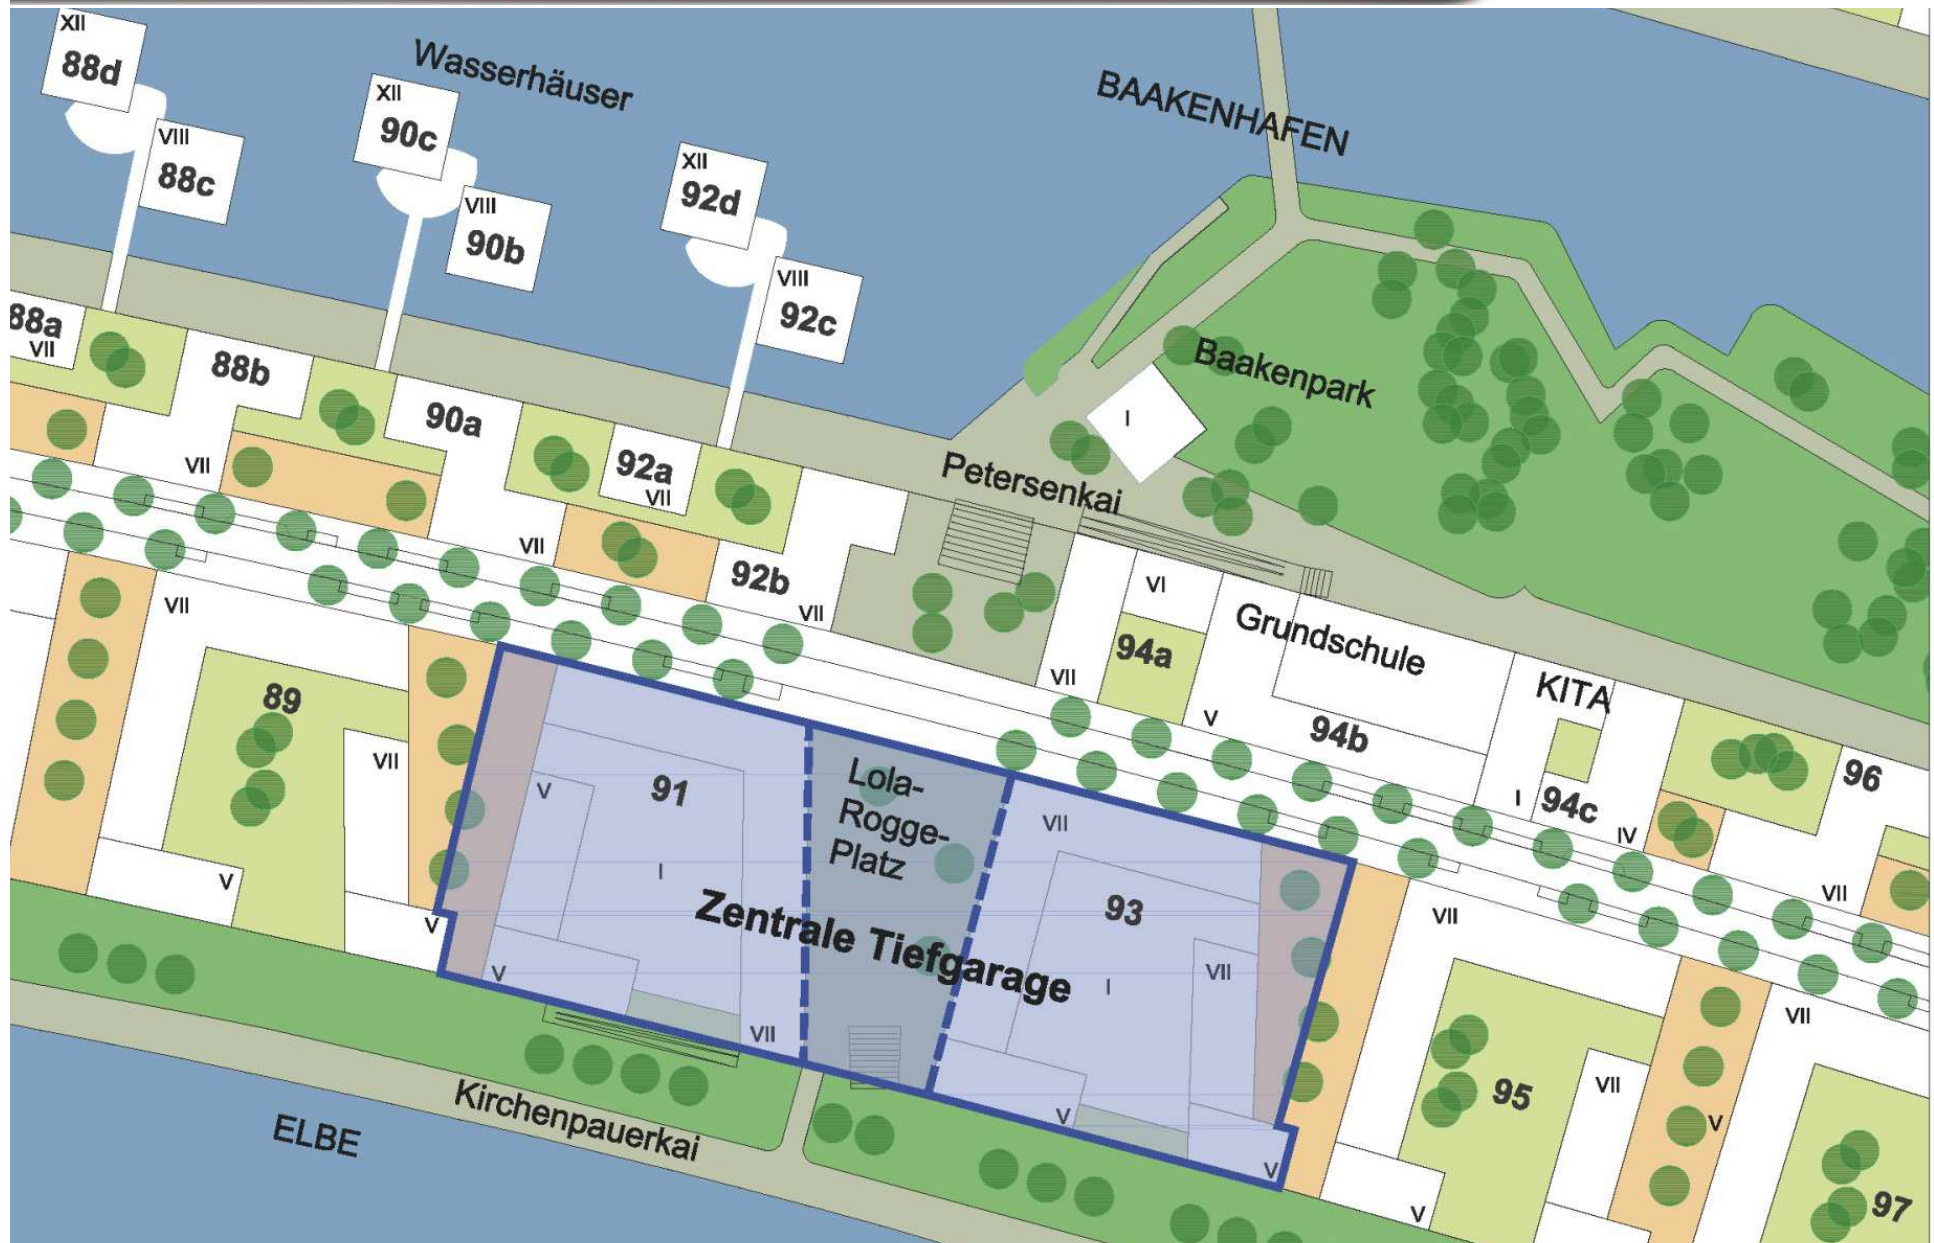 XII
88d
VIII
88c
Wasserhäuser
XII
90c
VIII
90b
XII
92d
VIII
92c
BAAKENHAFEN
88a
VII
88b
VII
90a
92a
VII
VII
92b
VII
Baakenpark
I
Petersenkai
VI
94a
VII
Grundschule
V
94b
KITA
I
94c
IV
96
VII
VII
89
VII
V
V
91
V
I
V
VII
Lola-
Rogge-
Platz
Zentrale Tiefgarage
VII
93
I
VII
V
V
VII
95
VII
V
V
VII
97
Kirchenpauerkai
ELBE